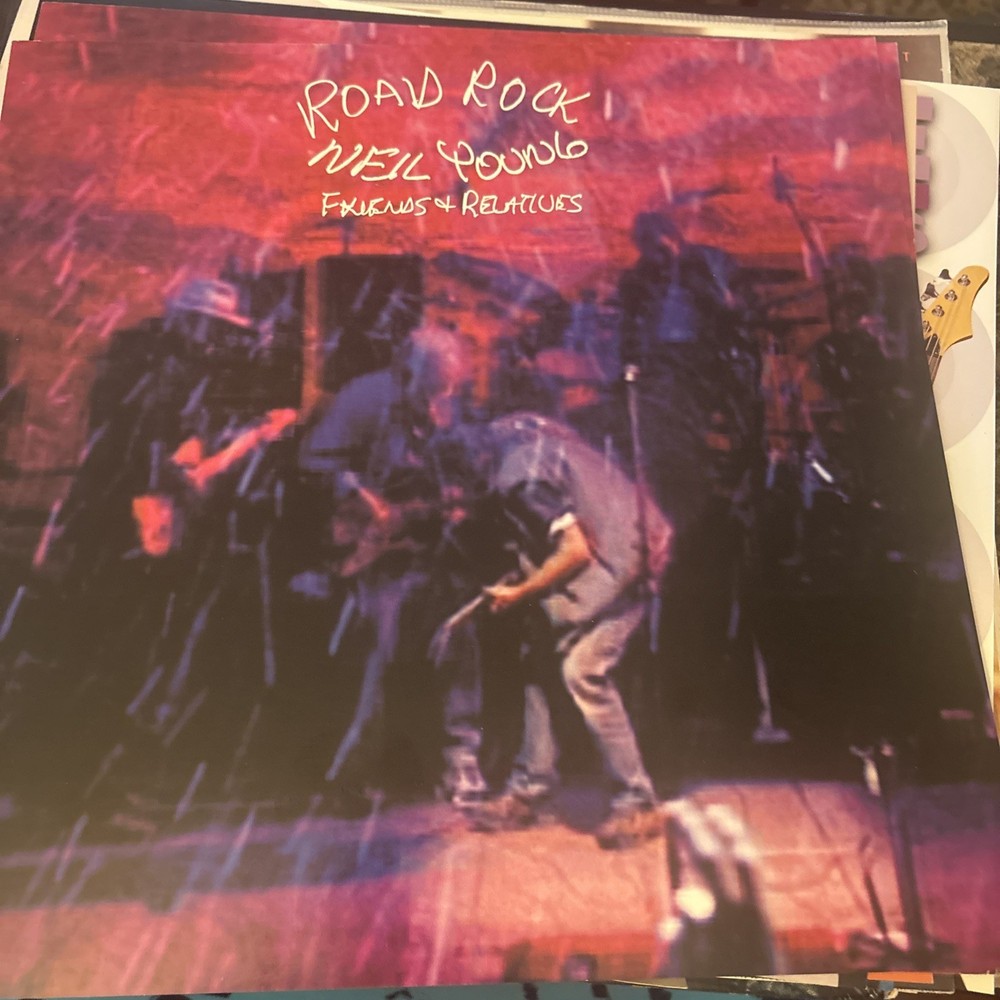 ROAD ROCK
NEIL YOUNG
FRIENDS & RELATIVES